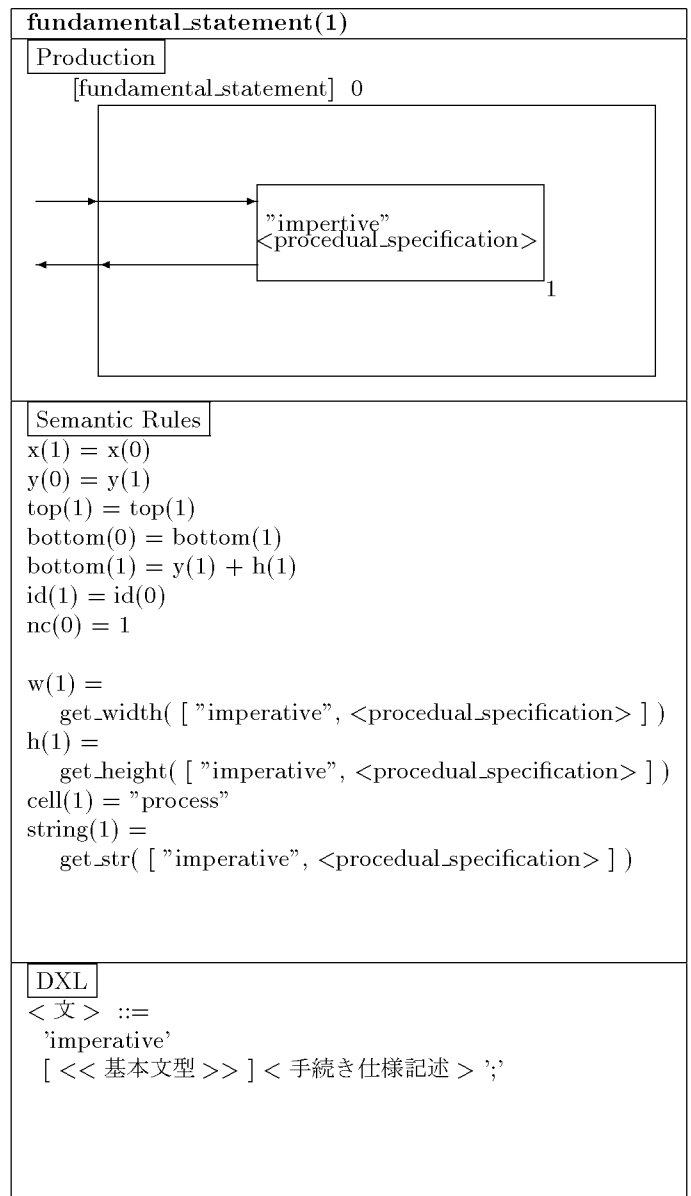 fundamental_statement(1)
Production
[fundamental_statement] 0
"impertive"
<procedual_specification>
1
Semantic Rules
x(1) = x(0)
y(0) = y(1)
top(1) = top(1)
bottom(0) = bottom(1)
bottom(1) = y(1) + h(1)
id(1) = id(0)
nc(0) = 1
w(1) =
get_width( [ "imperative", <procedual_specification> ] )
h(1) =
get_height( [ "imperative", <procedual_specification> ] )
cell(1) = "process"
string(1) =
get_str( [ "imperative", <procedual_specification> ] )
DXL
< 文 > ::=
'imperative'
[ << 基本文型 >> ] < 手続き仕様記述 > ';'